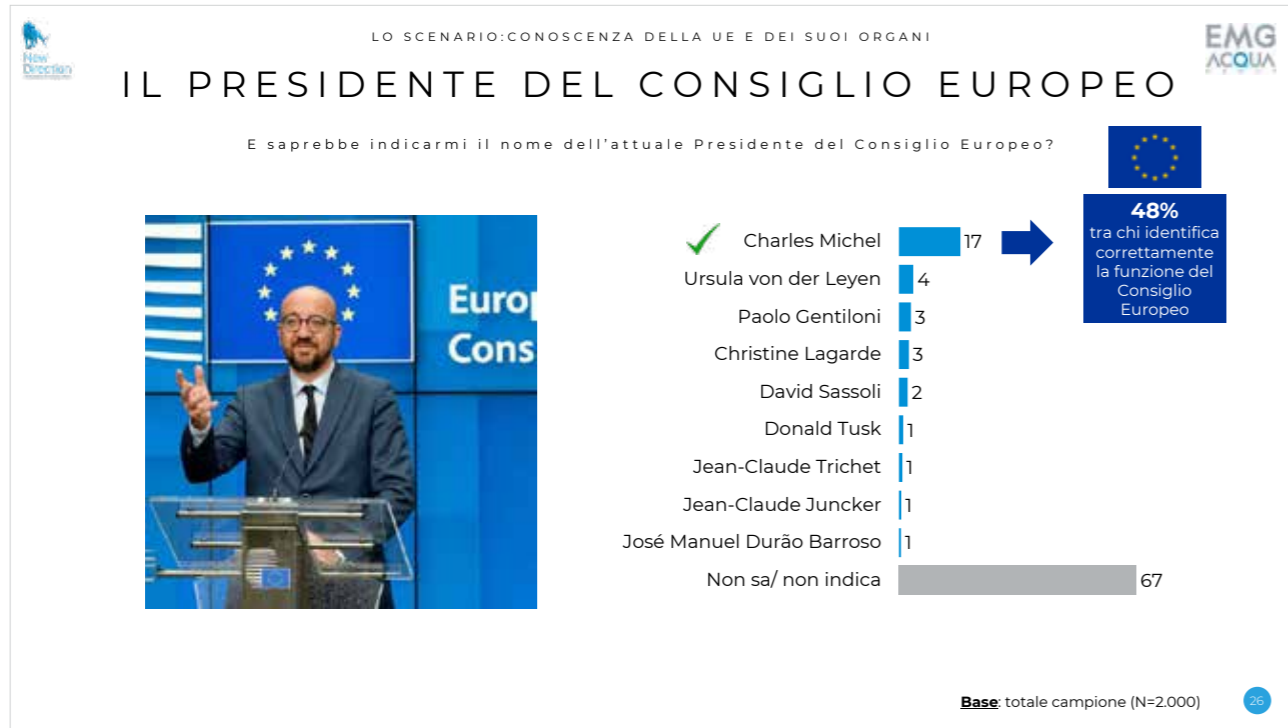 New
Direction
LO SCENARIO:CONOSCENZA DELLA UE E DEI SUOI ORGANI
EMG
ACQUA
IL PRESIDENTE DEL CONSIGLIO EUROPEO
E saprebbe indicarmi il nome dell'attuale Presidente del Consiglio Europeo?
Europ
Cons
Charles Michel 17
Ursula von der Leyen 4
Paolo Gentiloni 3
Christine Lagarde 3
David Sassoli 2
Donald Tusk 1
Jean-Claude Trichet 1
Jean-Claude Juncker 1
José Manuel Durão Barroso 1
Non sa/ non indica 67
48%
tra chi identifica
correttamente
la funzione del
Consiglio
Europeo
Base: totale campione (N=2.000)
26